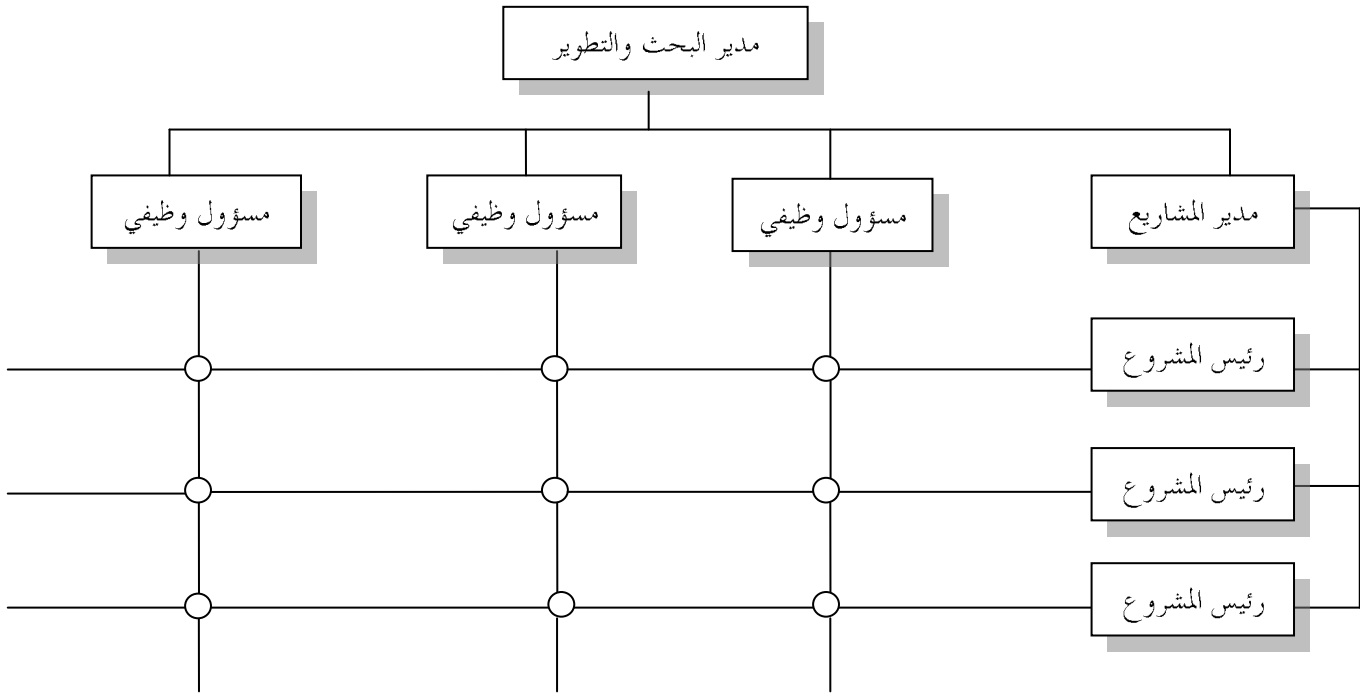 مدير البحث والتطوير
مدير المشاريع
مسؤول وظيفي
مسؤول وظيفي
مسؤول وظيفي
رئيس المشروع
رئيس المشروع
رئيس المشروع